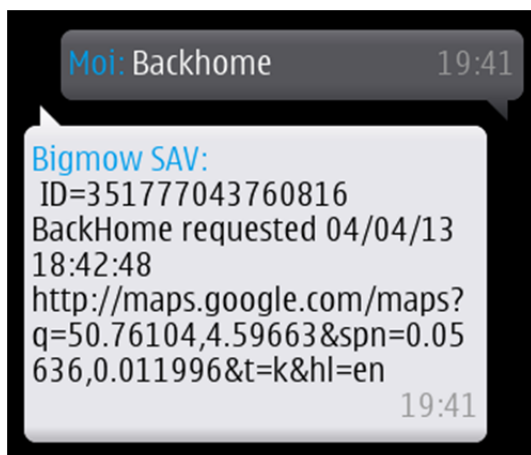 Moi: Backhome 19:41
Bigmow SAV:
ID=351777043760816
BackHome requested 04/04/13
18:42:48
http://maps.google.com/maps?
q=50.76104,4.59663&spn=0.05
636,0.011996&t=k&hl=en
19:41